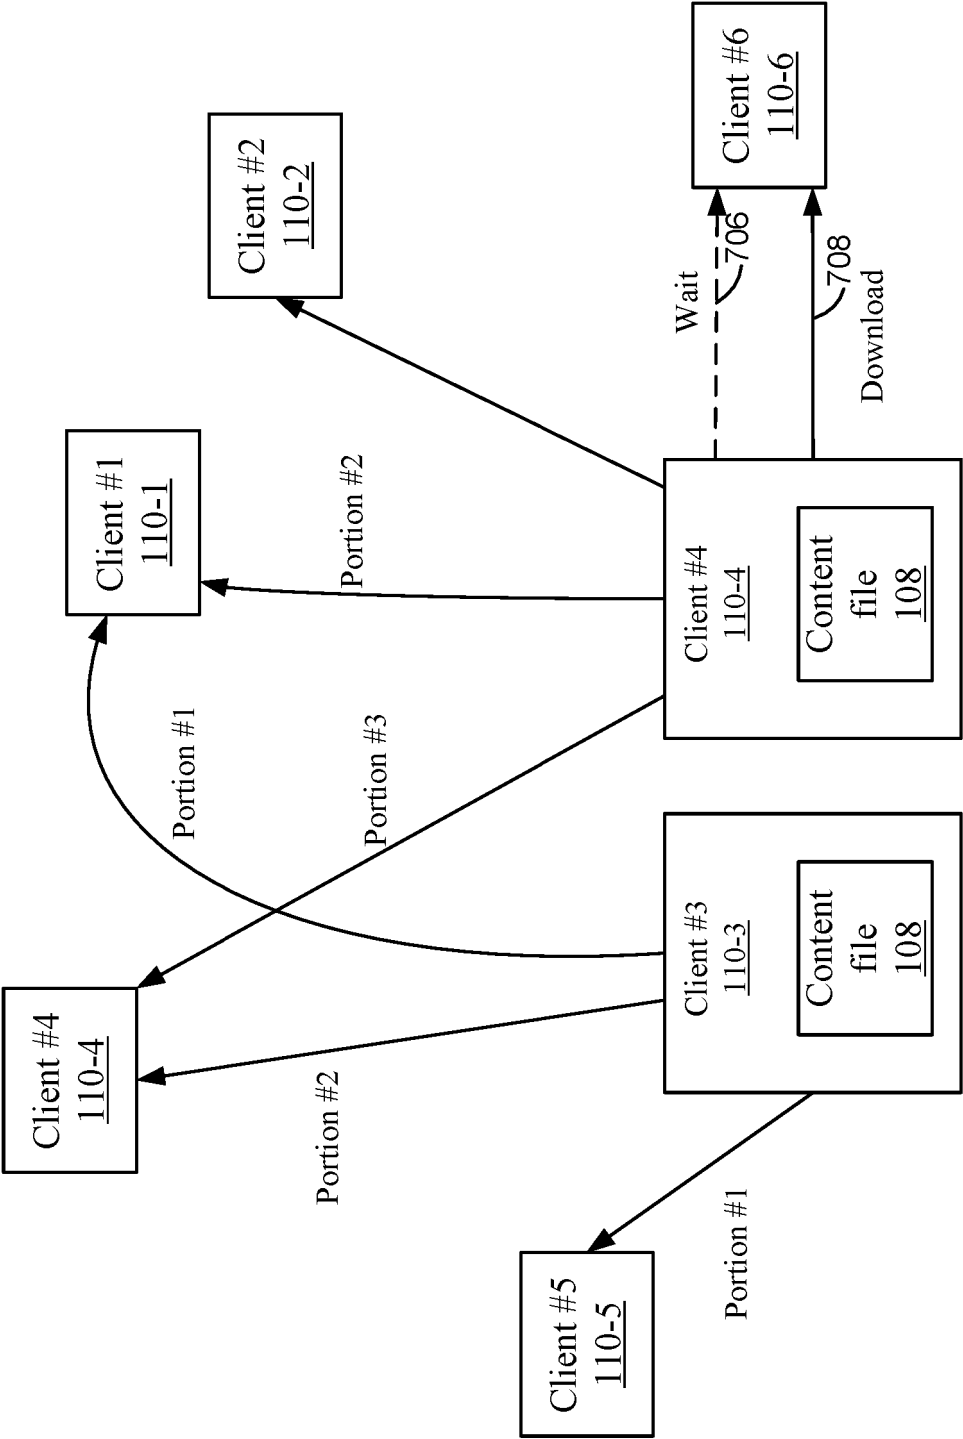 Client #4
110-4
Client #1
110-1
Client #2
110-2
Portion #1
Portion #2
Portion #3
Portion #2
Client #5
110-5
Portion #1
Client #3
110-3
Content
file
108
Client #4
110-4
Content
file
108
Wait
706
708
Download
Client #6
110-6